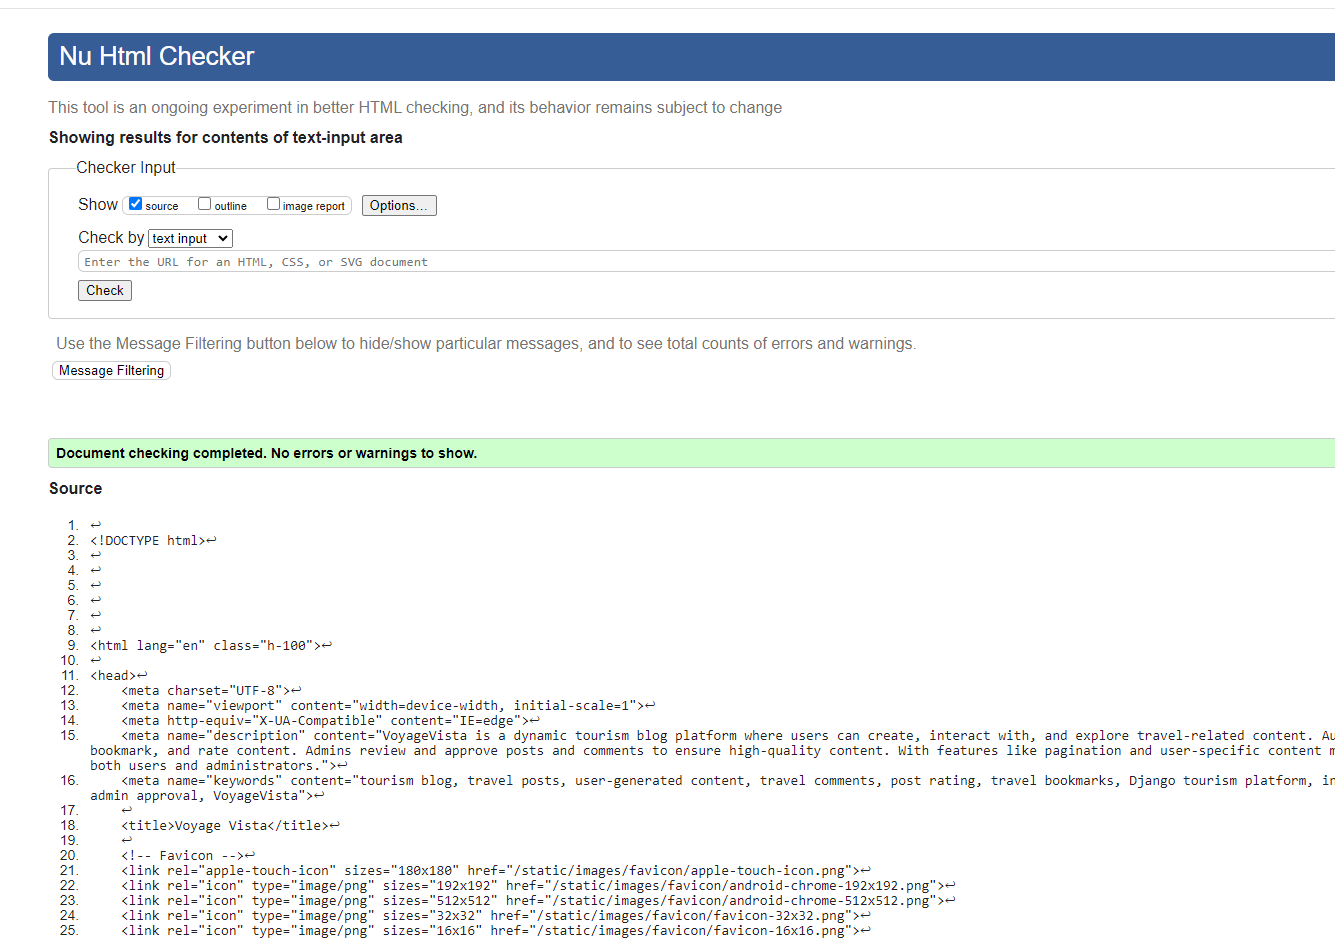 Nu Html Checker
This tool is an ongoing experiment in better HTML checking, and its behavior remains subject to change
Showing results for contents of text-input area
Checker Input
Show source outline image report Options...
Check by text input
Enter the URL for an HTML, CSS, or SVG document
Check
Use the Message Filtering button below to hide/show particular messages, and to see total counts of errors and warnings.
Message Filtering
Document checking completed. No errors or warnings to show.
Source
1. ↩
2. <!DOCTYPE html>↩
3. ↩
4. ↩
5. ↩
6. ↩
7. ↩
8. ↩
9. <html lang="en" class="h-100">↩
10. ↩
11. <head>↩
12. <meta charset="UTF-8">↩
13. <meta name="viewport" content="width=device-width, initial-scale=1">↩
14. <meta http-equiv="X-UA-Compatible" content="IE=edge">↩
15. <meta name="description" content="VoyageVista is a dynamic tourism blog platform where users can create, interact with, and explore travel-related content. Au
bookmark, and rate content. Admins review and approve posts and comments to ensure high-quality content. With features like pagination and user-specific content m
both users and administrators.">↩
16. <meta name="keywords" content="tourism blog, travel posts, user-generated content, travel comments, post rating, travel bookmarks, Django tourism platform, in
admin approval, VoyageVista">↩
17. ↩
18. <title>Voyage Vista</title>↩
19. ↩
20. <!-- Favicon -->↩
21. <link rel="apple-touch-icon" sizes="180x180" href="/static/images/favicon/apple-touch-icon.png">↩
22. <link rel="icon" type="image/png" sizes="192x192" href="/static/images/favicon/android-chrome-192x192.png">↩
23. <link rel="icon" type="image/png" sizes="512x512" href="/static/images/favicon/android-chrome-512x512.png">↩
24. <link rel="icon" type="image/png" sizes="32x32" href="/static/images/favicon/favicon-32x32.png">↩
25. <link rel="icon" type="image/png" sizes="16x16" href="/static/images/favicon/favicon-16x16.png">↩